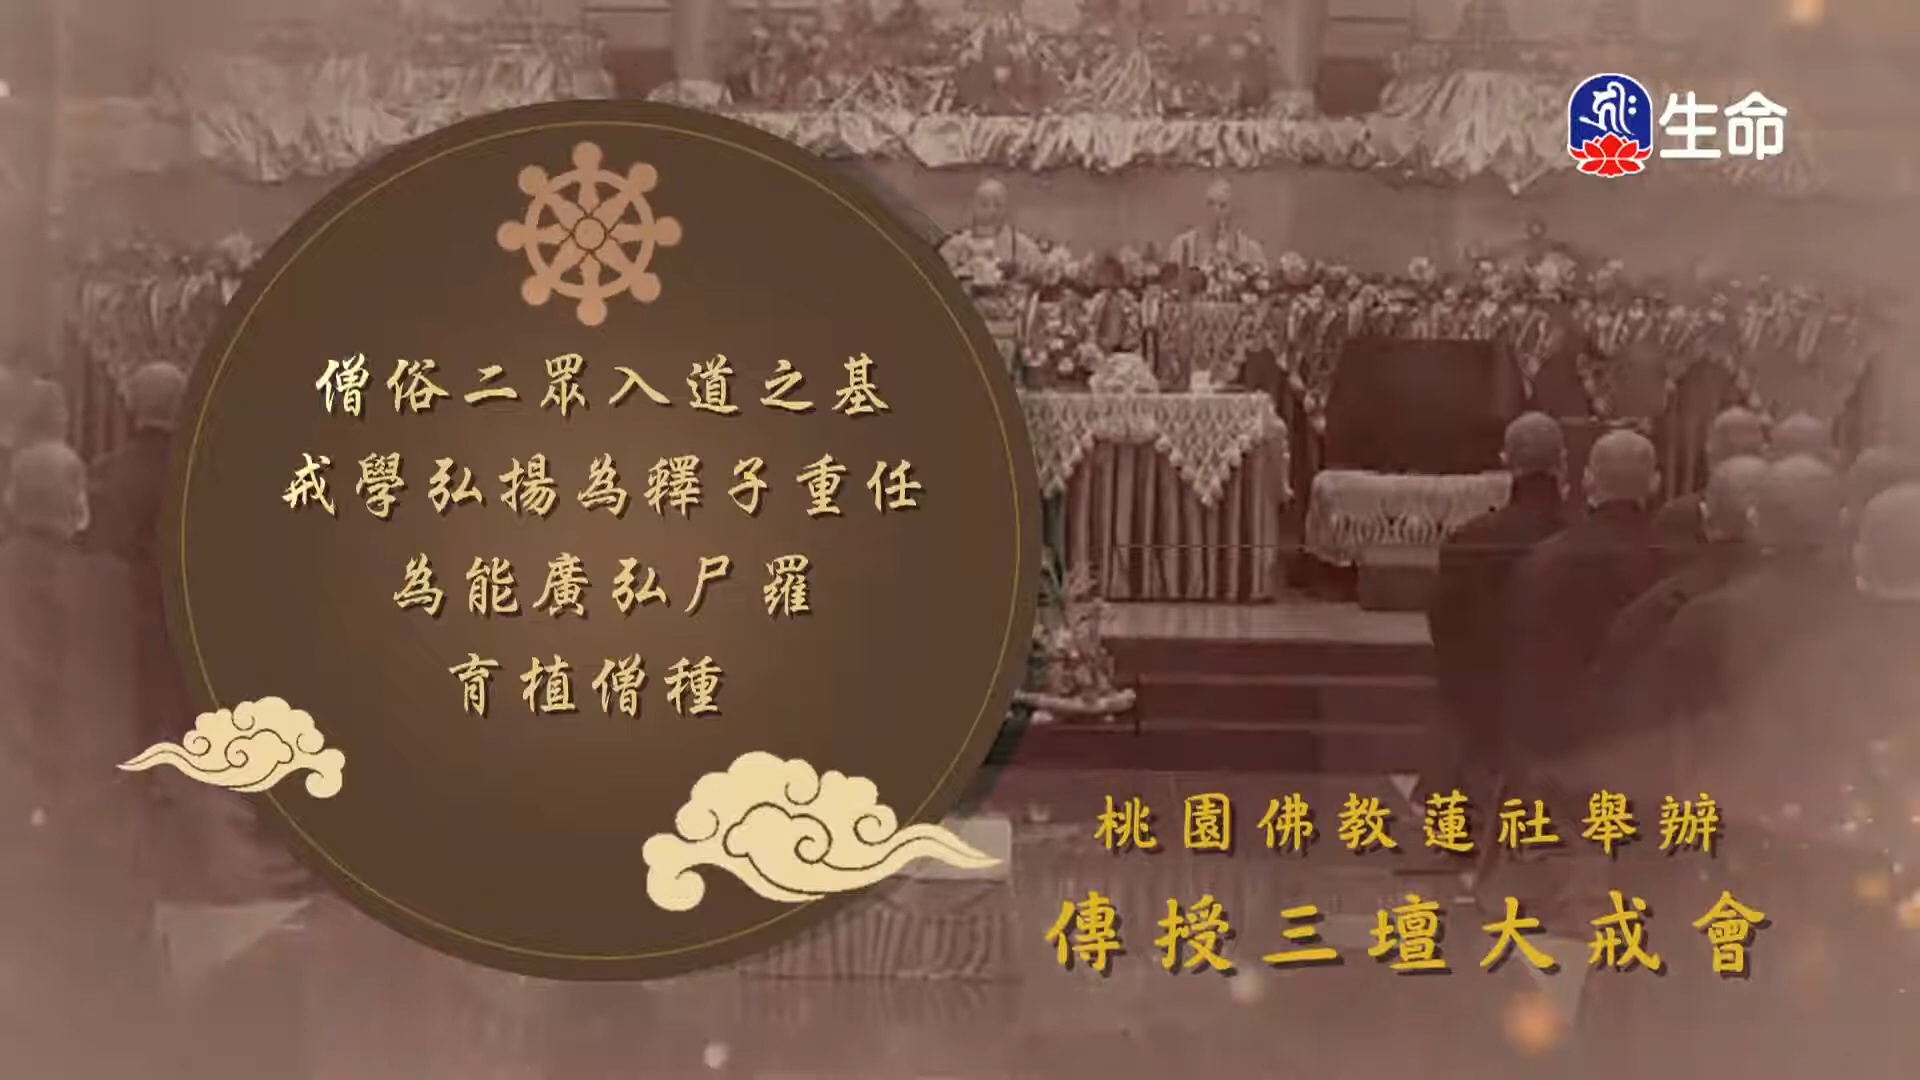 生命
僧俗二眾入道之基
戒學弘揚為釋子重任
為能廣弘尸羅
育植僧種
桃園佛教蓮社舉辦
傳授三壇大戒會